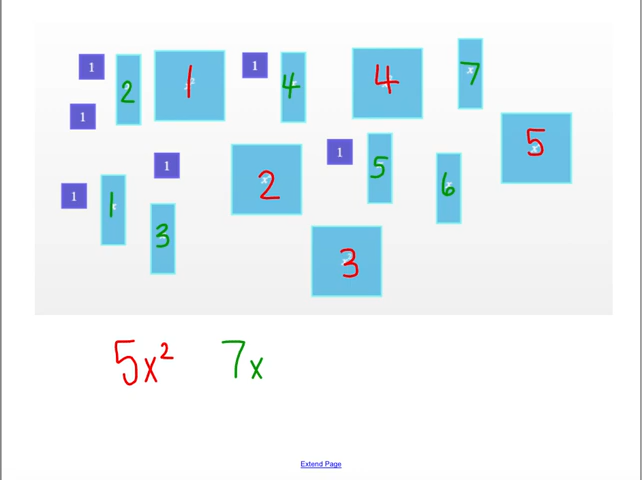 1 2 1 1 4 4 7
1 1 2 1 5 6 5
1 1 3 3
5x² 7x
Extend Page